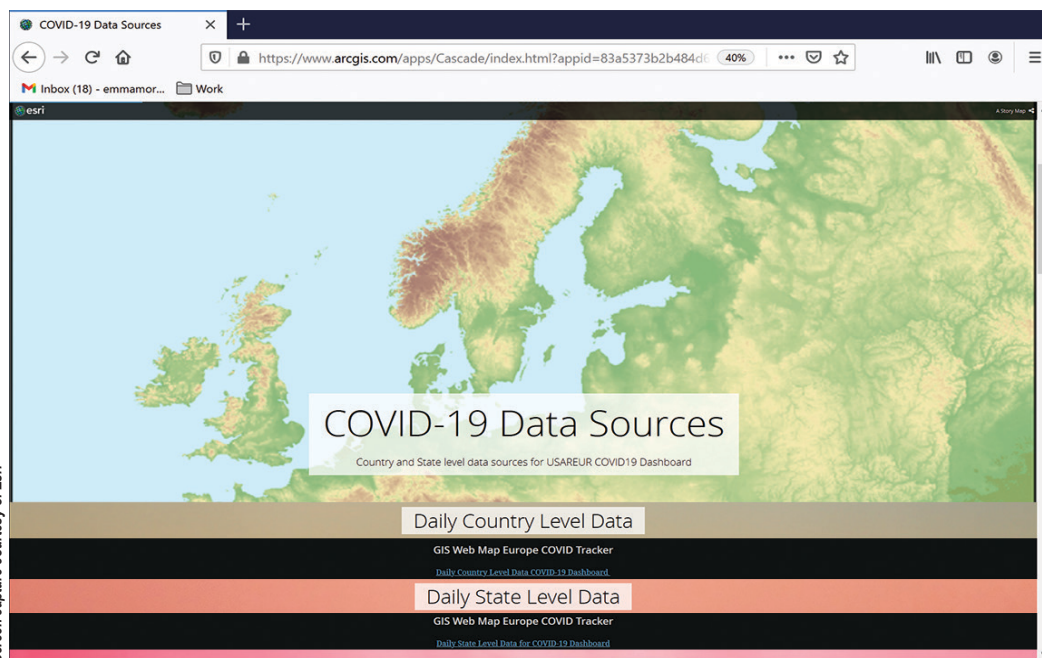 COVID-19 Data Sources
https://www.arcgis.com/apps/Cascade/index.html?appid=83a5373b2b484d6
40%
Inbox (18) - emmamor...
Work
esri
A Story Map
COVID-19 Data Sources
Country and State level data sources for USAREUR COVID19 Dashboard
Daily Country Level Data
GIS Web Map Europe COVID Tracker
Daily Country Level Data COVID-19 Dashboard
Daily State Level Data
GIS Web Map Europe COVID Tracker
Daily State Level Data for COVID-19 Dashboard